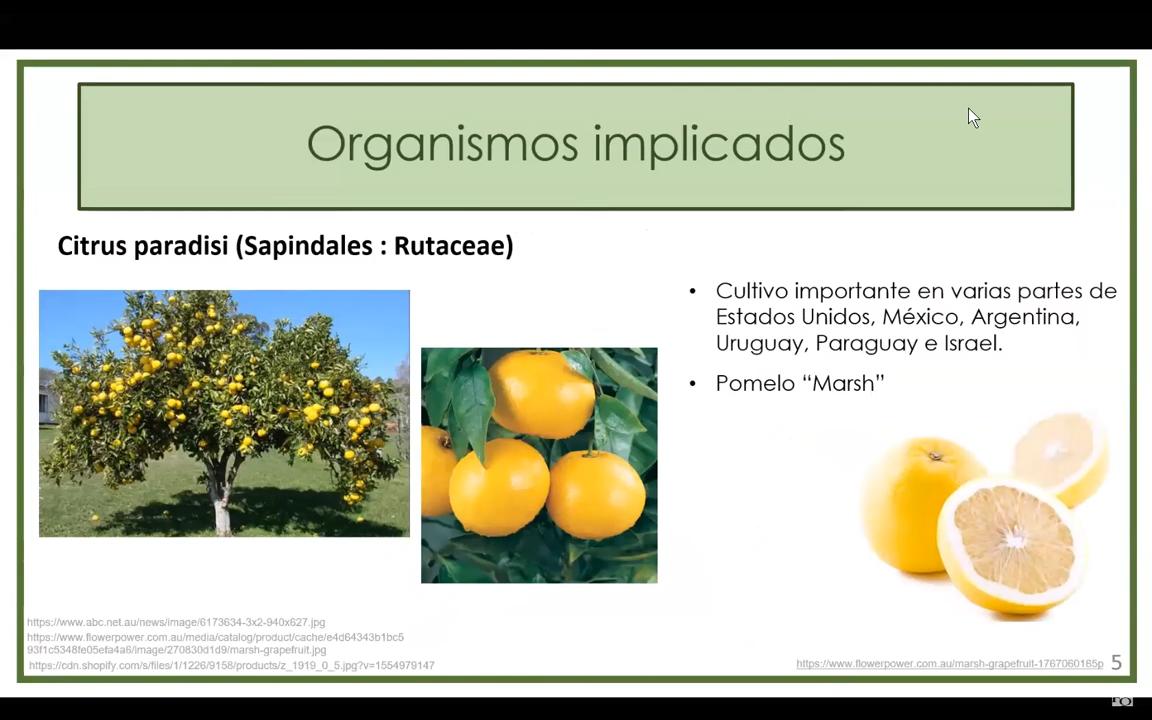 Organismos implicados
Citrus paradisi (Sapindales : Rutaceae)
• Cultivo importante en varias partes de
Estados Unidos, México, Argentina,
Uruguay, Paraguay e Israel.
• Pomelo “Marsh”
https://www.abc.net.au/news/image/6173634-3x2-940x627.jpg
https://www.flowerpower.com.au/media/catalog/product/cache/e4d64343b1bc5
93f1c5348fe05efa4a6/image/270830d1d9/marsh-grapefruit.jpg
https://cdn.shopify.com/s/files/1/1226/9158/products/z_1919_0_5.jpg?v=1554979147
https://www.flowerpower.com.au/marsh-grapefruit-1767060165p
5